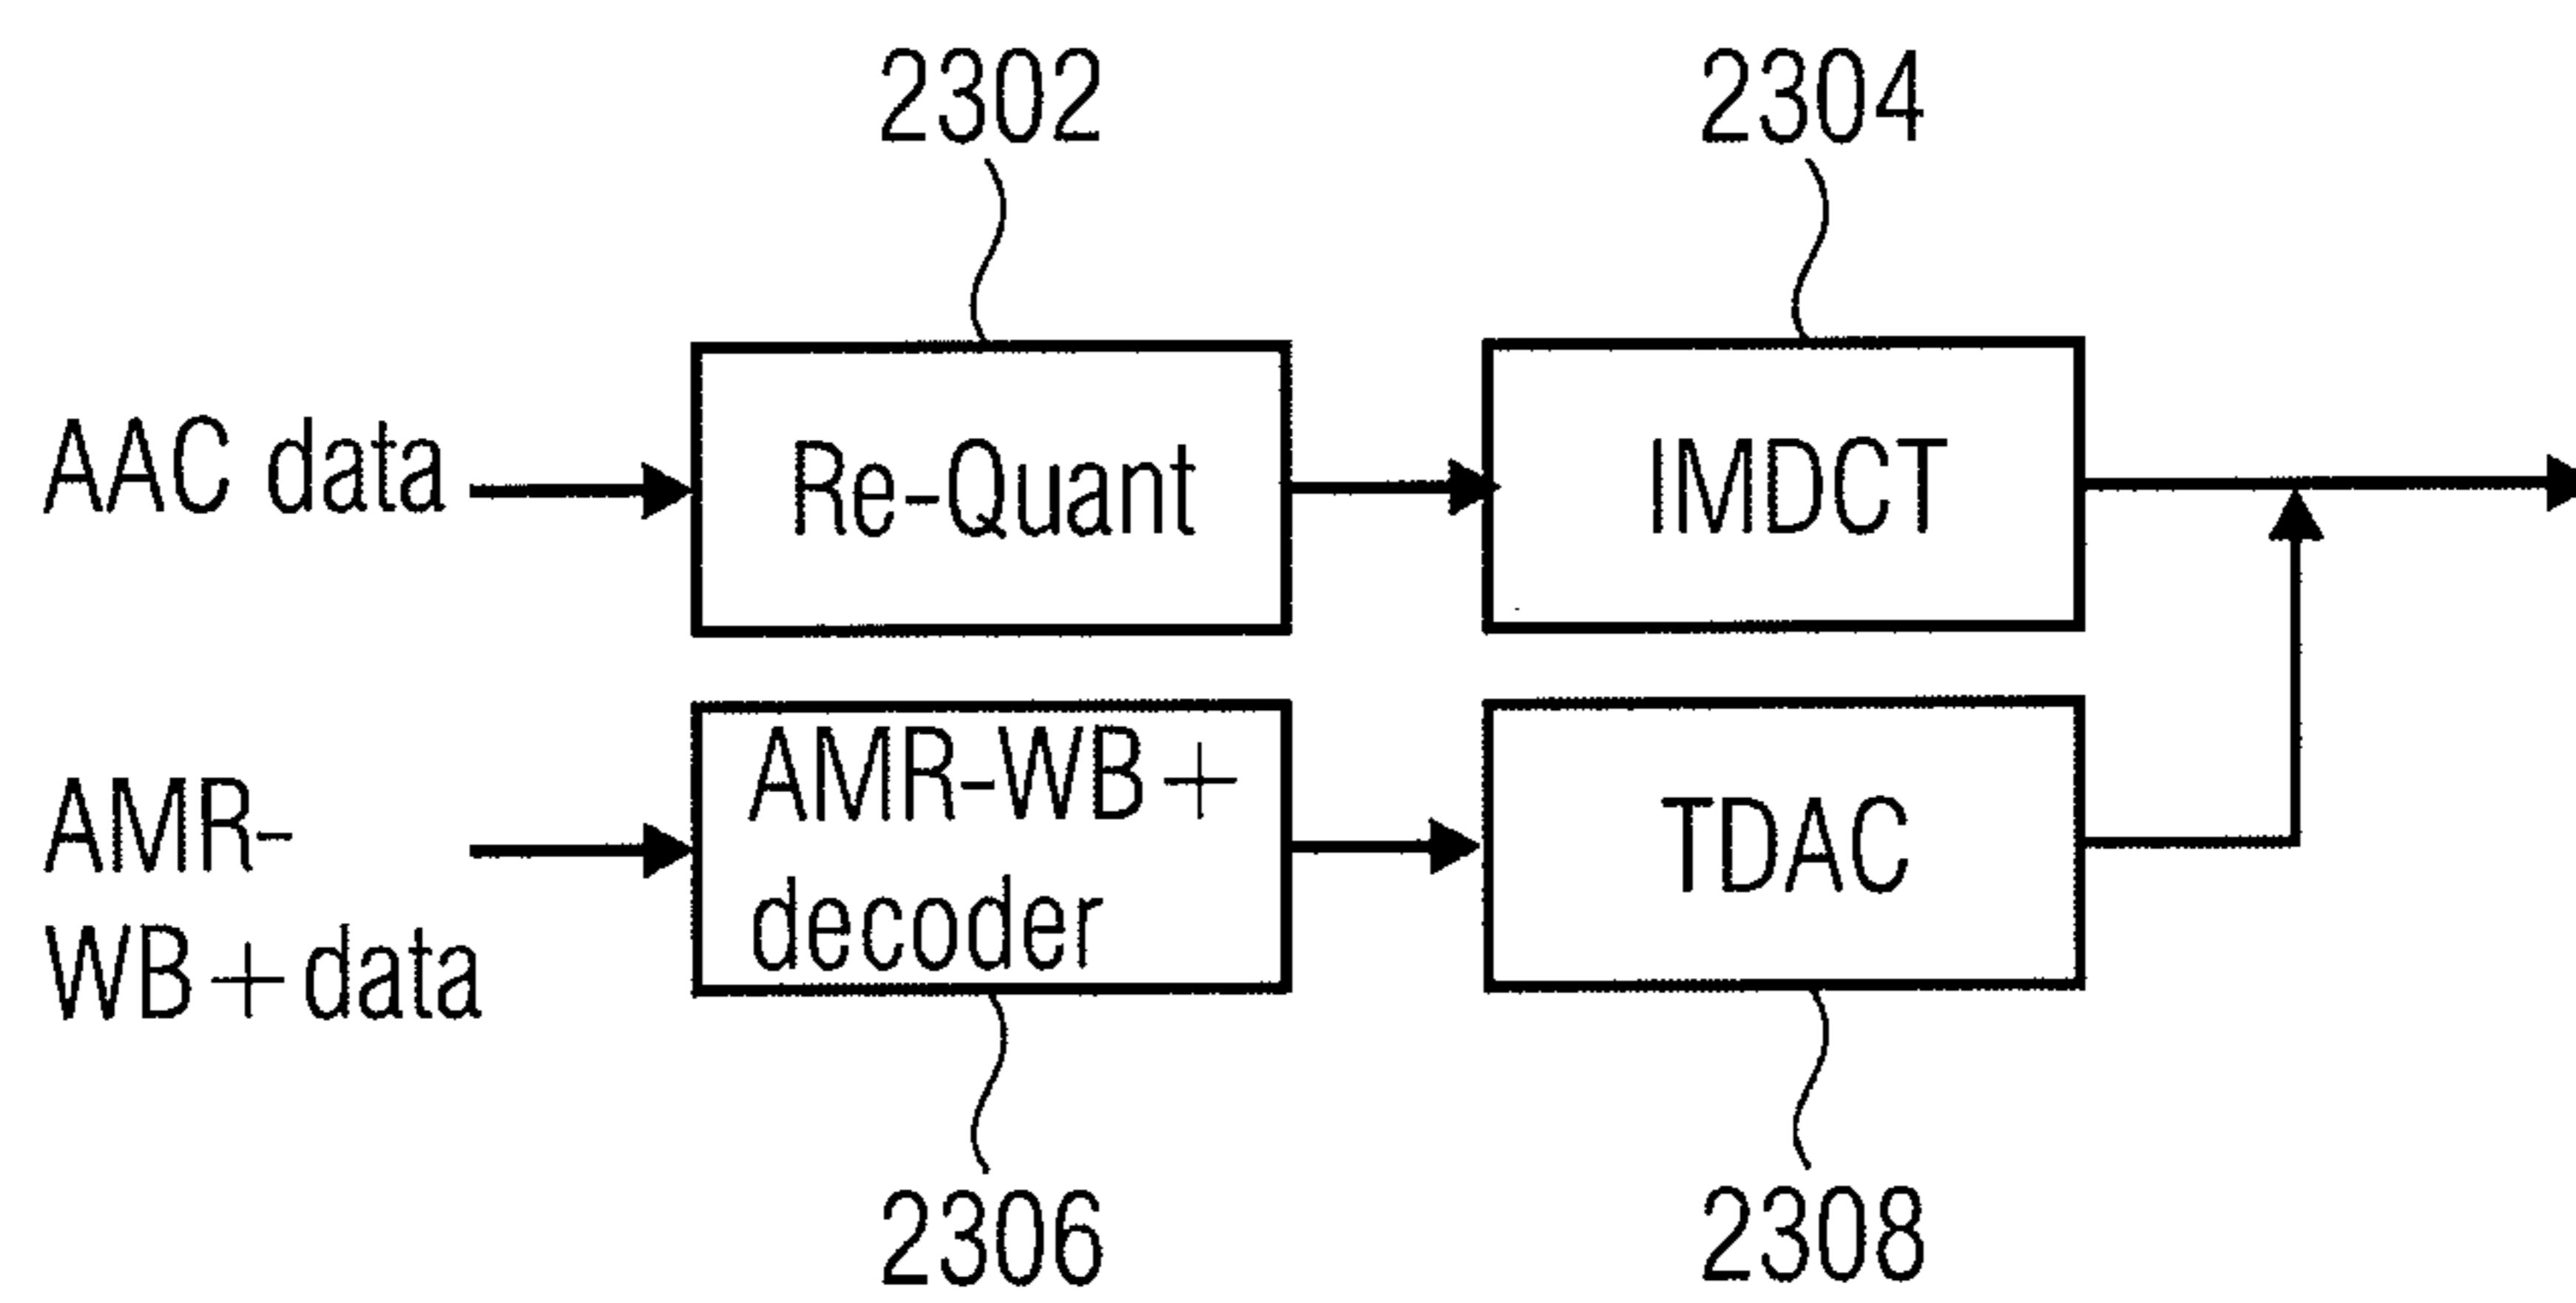 2302
2304
AAC data
Re-Quant
IMDCT
AMR-
WB+data
AMR-WB+
decoder
TDAC
2306
2308